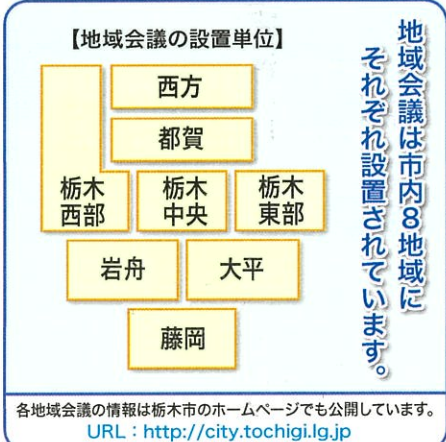 地域会議は市内8地域に
それぞれ設置されています。
【地域会議の設置単位】
西方
都賀
栃木
西部
栃木
中央
栃木
東部
岩舟
大平
藤岡
各地域会議の情報は栃木市のホームページでも公開しています。
URL：http://city.tochigi.lg.jp